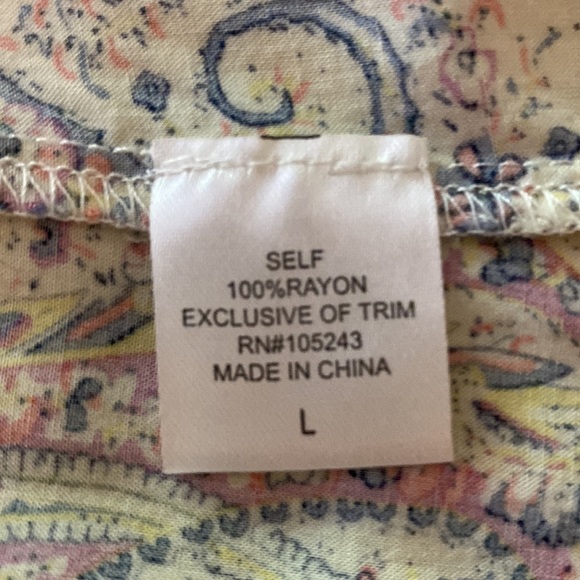 SELF
100%RAYON
EXCLUSIVE OF TRIM
RN#105243
MADE IN CHINA
L